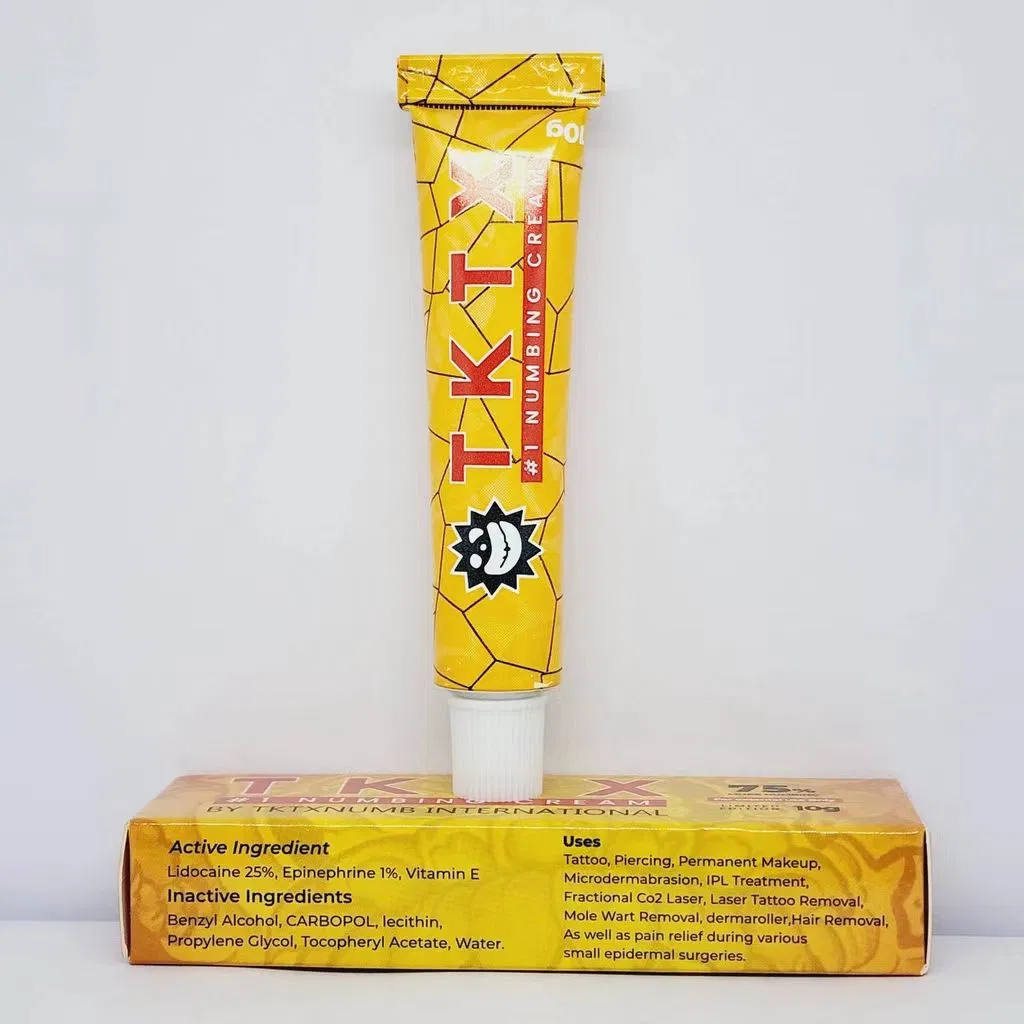 10g
TKTX
#1 NUMBING CREAM
TK X
#1 NUMBING CREAM
BY TKTXNUMB INTERNATIONAL
75%
10g
Active Ingredient
Lidocaine 25%, Epinephrine 1%, Vitamin E
Inactive Ingredients
Benzyl Alcohol, CARBOPOL, lecithin,
Propylene Glycol, Tocopheryl Acetate, Water.
Uses
Tattoo, Piercing, Permanent Makeup,
Microdermabrasion, IPL Treatment,
Fractional Co2 Laser, Laser Tattoo Removal,
Mole Wart Removal, dermaroller,Hair Removal,
As well as pain relief during various
small epidermal surgeries.